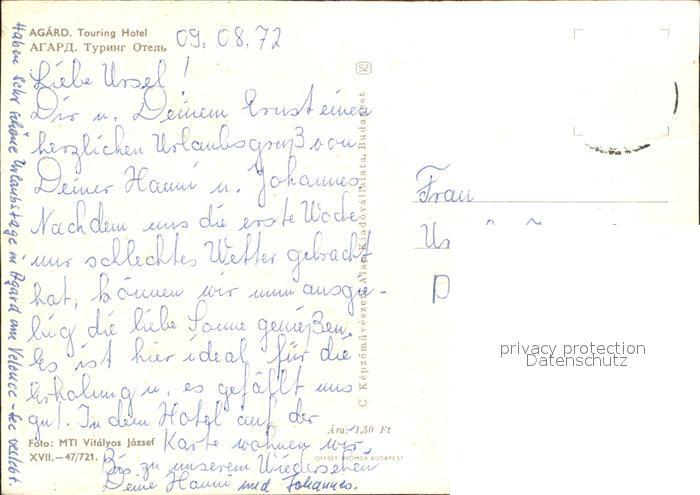 AGÁRD. Touring Hotel
АГАРД. Туринг Отель
09. 08. 72
Liebe Ursel!
Dir u. Deinem Ernst einen
herzlichen Urlaubsgruß von
Deiner Hanni u. Johannes.
Nachdem uns die erste Woche
nur schlechtes Wetter gebracht
hat, können wir nun ausgie-
big die liebe Sonne genießen.
Es ist hier ideal für die
Erholung u. es gefällt uns
gut. In dem Hotel auf der
Karte wohnen wir.
Bis zu unserem Wiedersehen
Deine Hanni und Johannes.
Haben sehr schöne Urlaubstage in Agard am Velence-See verlebt.
Foto: MTI Vitályos József
XVII.—47/721.
Ára: 1,50 Ft
OFFSET-NYOMDA BUDAPEST
SZ
© Képzőművészeti Alap Kiadóvállalata, Budapest
Frau
privacy protection
Datenschutz